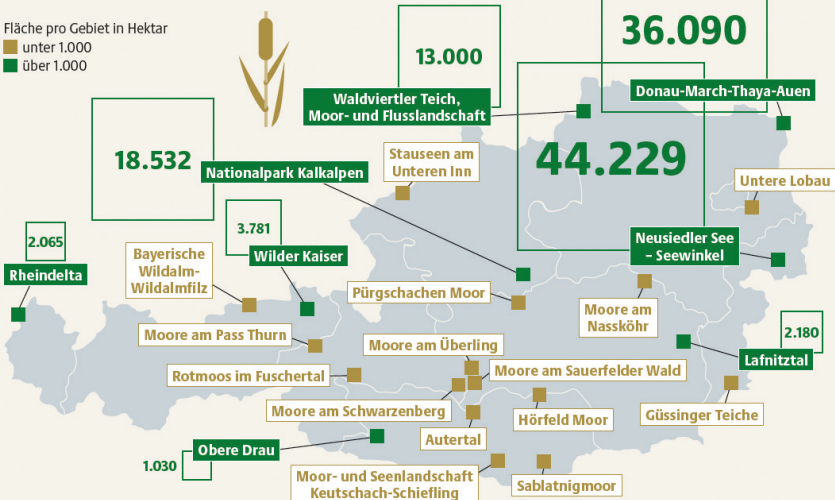 Fläche pro Gebiet in Hektar
unter 1.000
über 1.000
36.090
13.000
Donau-March-Thaya-Auen
Waldviertler Teich,
Moor- und Flusslandschaft
44.229
18.532
Nationalpark Kalkalpen
Stauseen am
Unteren Inn
Untere Lobau
2.065
3.781
Neusiedler See
– Seewinkel
Rheindelta
Bayerische
Wildalm-
Wildalmfilz
Wilder Kaiser
Pürgschachen Moor
Moore am
Nassköhr
2.180
Moore am Pass Thurn
Moore am Überling
Lafnitztal
Rotmoos im Fuschertal
Moore am Sauerfelder Wald
Moore am Schwarzenberg
Hörfeld Moor
Güssinger Teiche
Autertal
Obere Drau
1.030
Moor- und Seenlandschaft
Keutschach-Schiefling
Sablatnigmoor